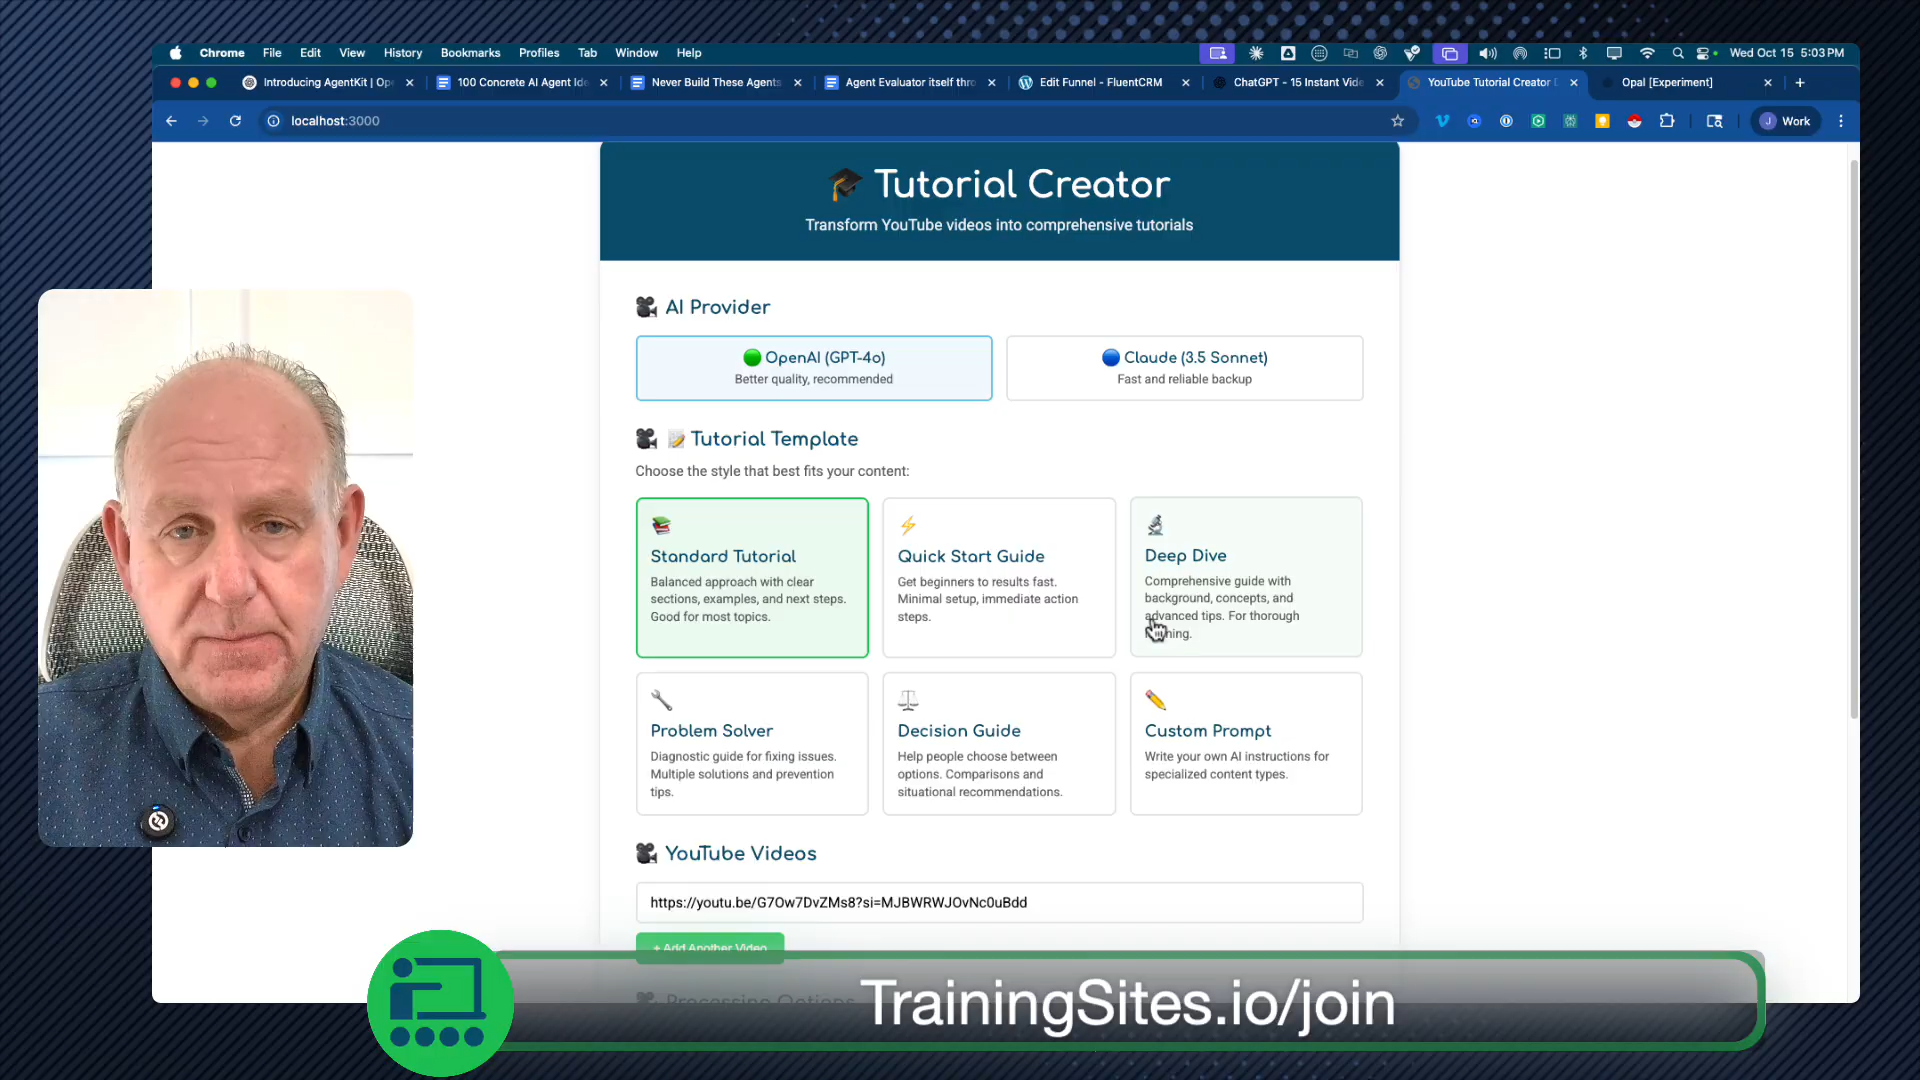 Chrome File Edit View History Bookmarks Profiles Tab Window Help Wed Oct 15 5:03 PM
Introducing AgentKit | Op
100 Concrete AI Agent Ide
Never Build These Agents
Agent Evaluator itself thro
Edit Funnel - FluentCRM
ChatGPT - 15 Instant Vide
YouTube Tutorial Creator
Opal [Experiment]
localhost:3000
J Work
Tutorial Creator
Transform YouTube videos into comprehensive tutorials
AI Provider
OpenAI (GPT-4o)
Better quality, recommended
Claude (3.5 Sonnet)
Fast and reliable backup
Tutorial Template
Choose the style that best fits your content:
Standard Tutorial
Balanced approach with clear
sections, examples, and next steps.
Good for most topics.
Quick Start Guide
Get beginners to results fast.
Minimal setup, immediate action
steps.
Deep Dive
Comprehensive guide with
background, concepts, and
advanced tips. For thorough
Problem Solver
Diagnostic guide for fixing issues.
Multiple solutions and prevention
tips.
Decision Guide
Help people choose between
options. Comparisons and
situational recommendations.
Custom Prompt
Write your own AI instructions for
specialized content types.
YouTube Videos
https://youtu.be/G7Ow7DvZMs8?si=MJBWRWJOvNc0uBdd
+ Add Another Video
Processing Options
TrainingSites.io/join